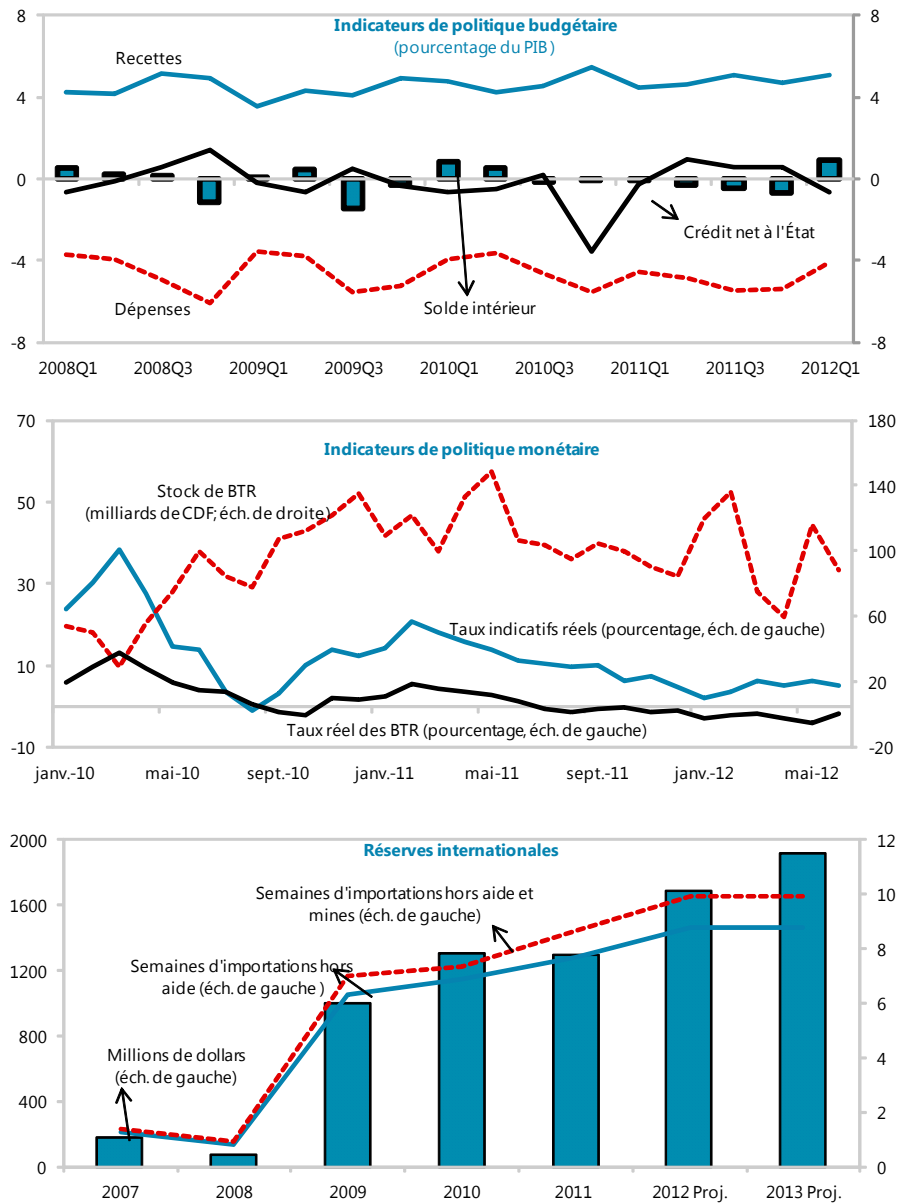 Indicateurs de politique budgétaire
(pourcentage du PIB)
8
4
0
-4
-8
8
4
0
-4
-8
Recettes
Crédit net à l'État
Dépenses
Solde intérieur
2008Q1 2008Q3 2009Q1 2009Q3 2010Q1 2010Q3 2011Q1 2011Q3 2012Q1
Indicateurs de politique monétaire
70
50
30
10
-10
180
140
100
60
20
-20
Stock de BTR
(milliards de CDF; éch. de droite)
Taux indicatifs réels (pourcentage, éch. de gauche)
Taux réel des BTR (pourcentage, éch. de gauche)
janv.-10 mai-10 sept.-10 janv.-11 mai-11 sept.-11 janv.-12 mai-12
Réserves internationales
2000
1600
1200
800
400
0
12
10
8
6
4
2
0
Semaines d'importations hors aide et
mines (éch. de gauche)
Semaines d'importations hors
aide (éch. de gauche )
Millions de dollars
(éch. de gauche)
2007 2008 2009 2010 2011 2012 Proj. 2013 Proj.